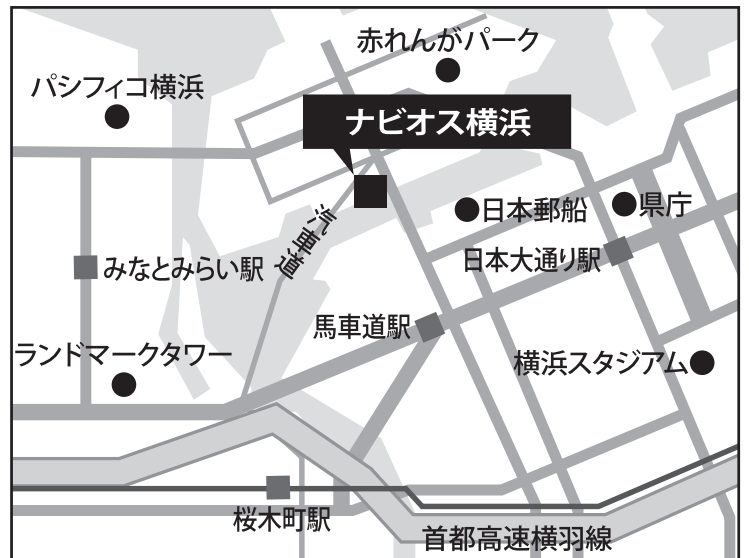 赤れんがパーク
パシフィコ横浜
ナビオス横浜
日本郵船
県庁
汽車道
日本大通り駅
みなとみらい駅
馬車道駅
ランドマークタワー
横浜スタジアム
桜木町駅
首都高速横羽線